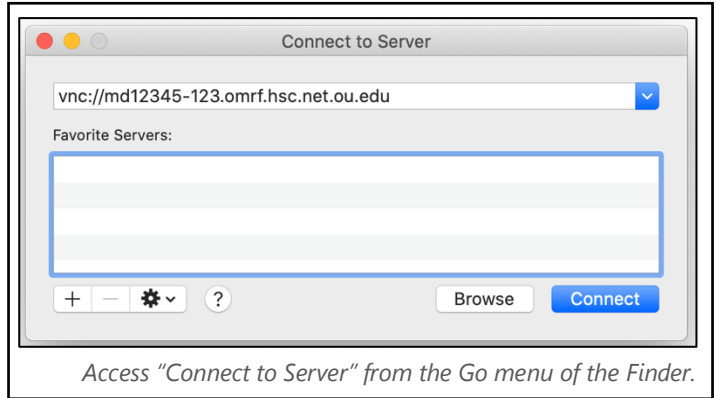 Connect to Server
vnc://md12345-123.omrf.hsc.net.ou.edu
Favorite Servers:
+ − ? Browse Connect
Access “Connect to Server” from the Go menu of the Finder.